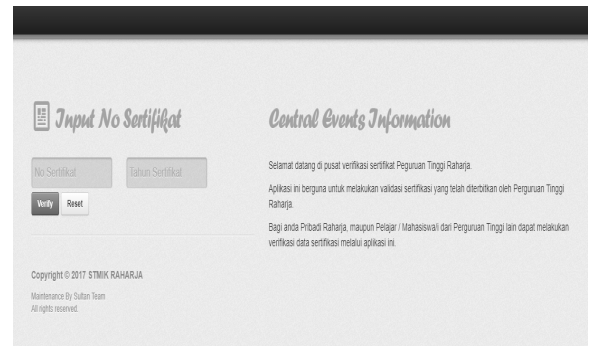 Input No Sertifikat
No Sertifikat
Tahun Sertifikat
Verify
Reset
Copyright © 2017 STMIK RAHARJA
Maintenance By Sultan Team
All rights reserved.
Central Events Information
Selamat datang di pusat verifikasi sertifikat Peguruan Tinggi Raharja.
Aplikasi ini berguna untuk melakukan validasi sertifikasi yang telah diterbitkan oleh Perguruan Tinggi
Raharja.
Bagi anda Pribadi Raharja, maupun Pelajar / Mahasiswa/i dari Perguruan Tinggi lain dapat melakukan
verifikasi data sertifikasi melalui aplikasi ini.